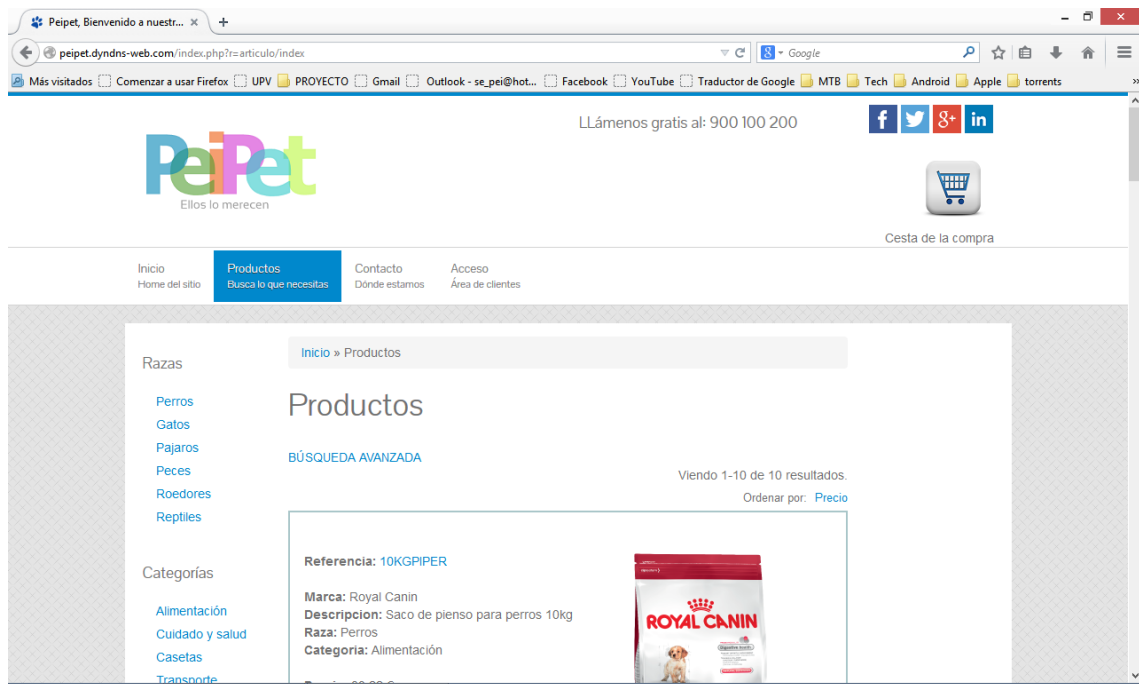 Peipet, Bienvenido a nuestr...
peipet.dyndns-web.com/index.php?r=articulo/index
Google
Más visitados Comenzar a usar Firefox UPV PROYECTO Gmail Outlook - se_pei@hot... Facebook YouTube Traductor de Google MTB Tech Android Apple torrents
LLámenos gratis al: 900 100 200
PeiPet
Ellos lo merecen
Cesta de la compra
Inicio Productos Contacto Acceso
Home del sitio Busca lo que necesitas Dónde estamos Área de clientes
Inicio » Productos
Razas
Perros
Gatos
Pajaros
Peces
Roedores
Reptiles
Categorías
Alimentación
Cuidado y salud
Casetas
Transporte
Productos
BÚSQUEDA AVANZADA
Viendo 1-10 de 10 resultados.
Ordenar por: Precio
Referencia: 10KGPIPER
Marca: Royal Canin
Descripcion: Saco de pienso para perros 10kg
Raza: Perros
Categoria: Alimentación
ROYAL CANIN